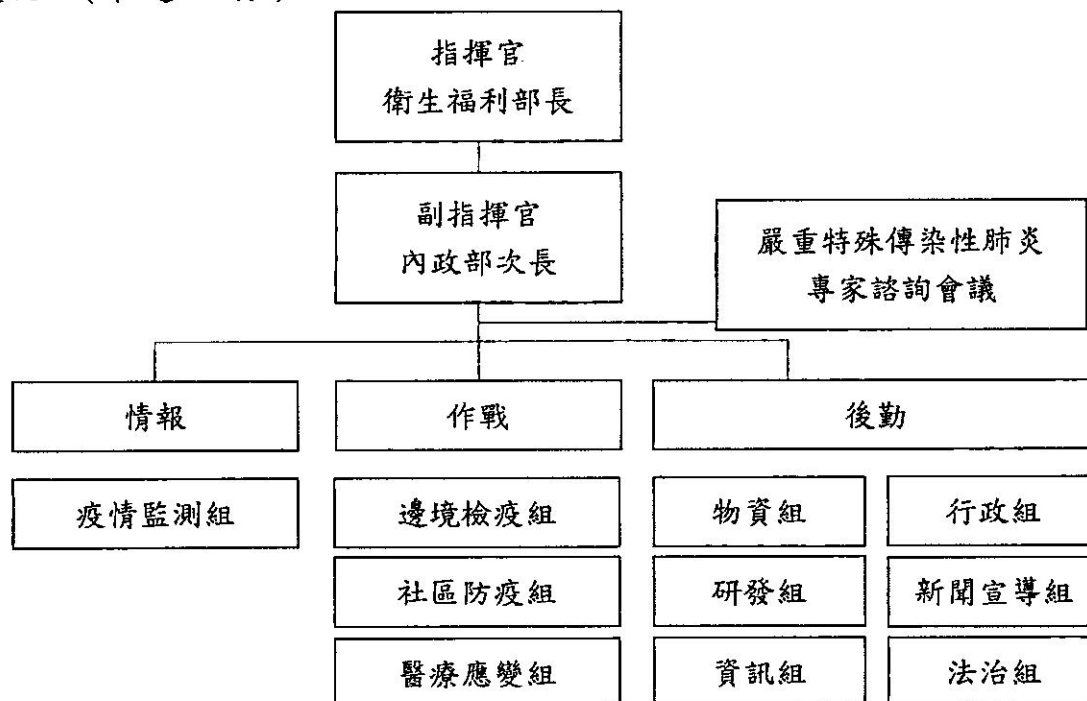 指揮官
衛生福利部長
副指揮官
內政部次長
嚴重特殊傳染性肺炎
專家諮詢會議
情報
作戰
後勤
疫情監測組
邊境檢疫組
物資組
行政組
社區防疫組
研發組
新聞宣導組
醫療應變組
資訊組
法治組